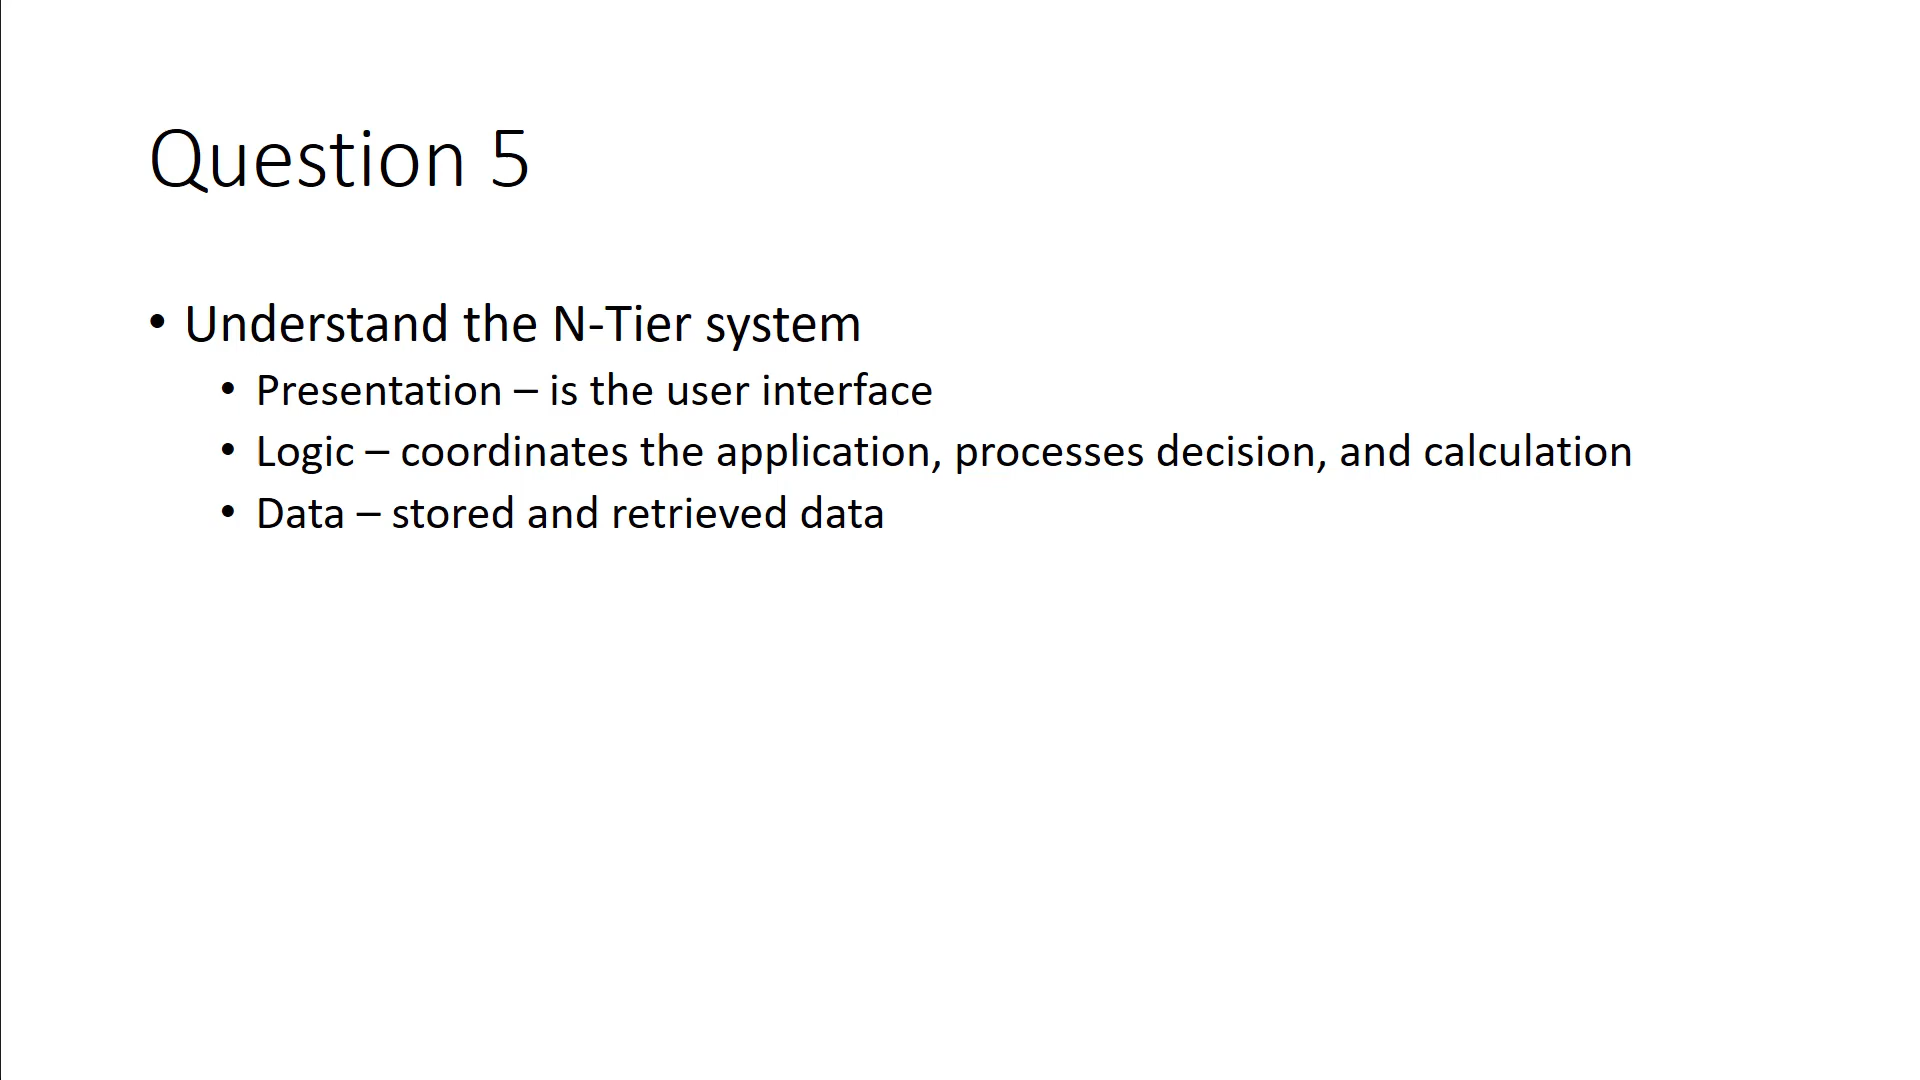 Question 5
• Understand the N-Tier system
• Presentation – is the user interface
• Logic – coordinates the application, processes decision, and calculation
• Data – stored and retrieved data